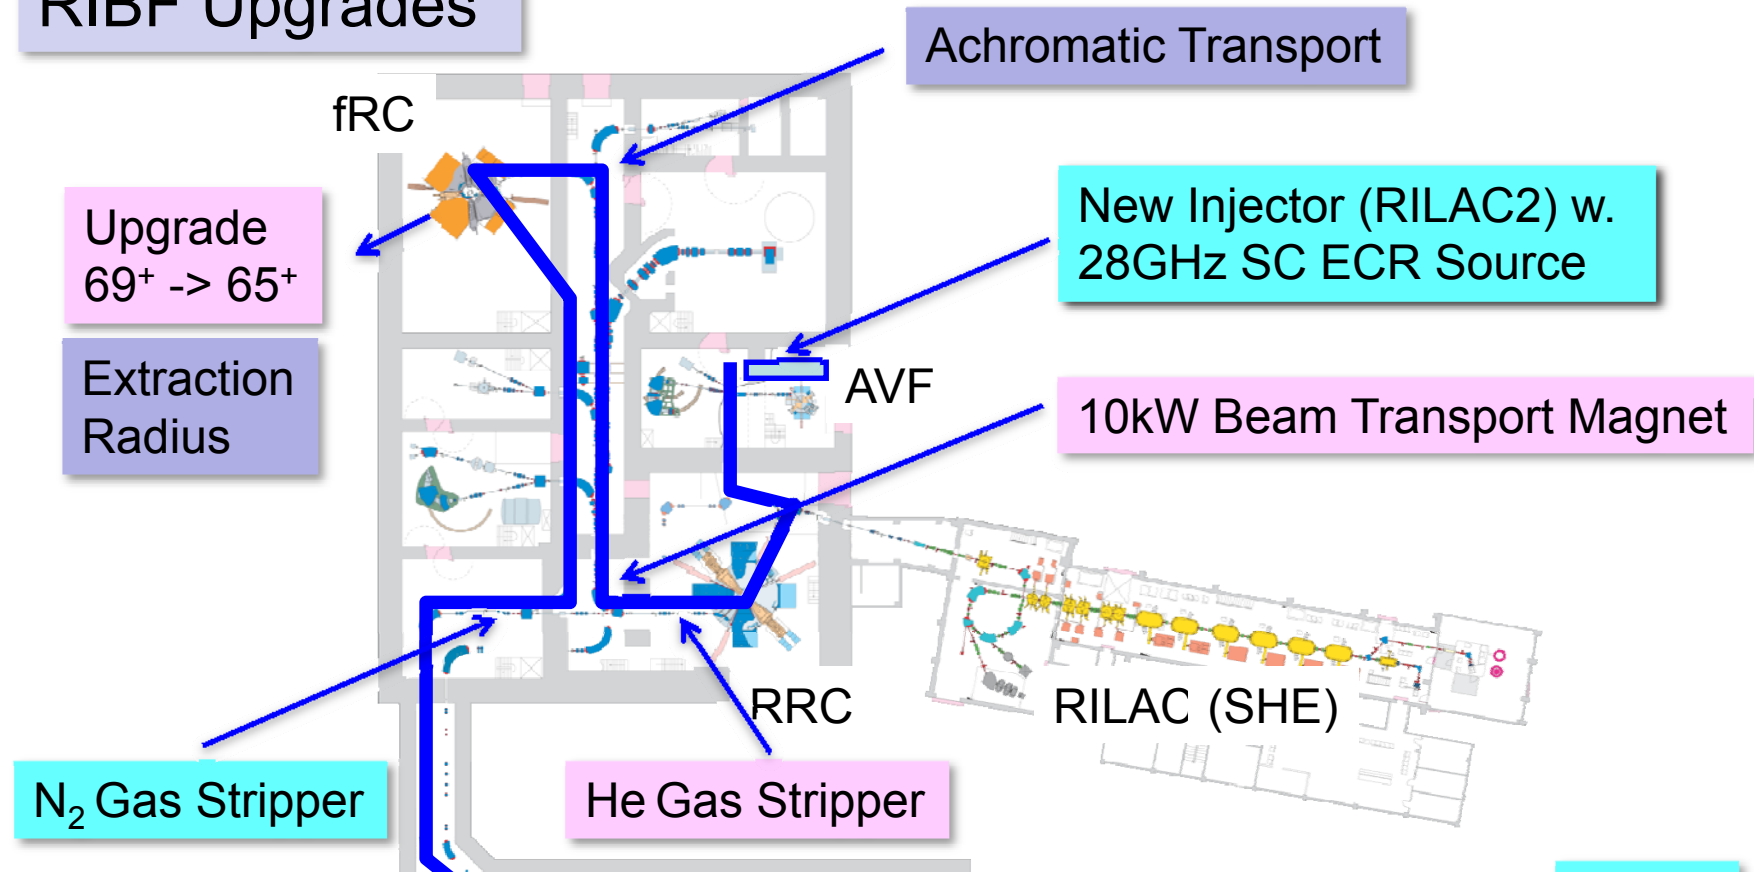 RIBF Upgrades
Achromatic Transport
fRC
Upgrade
69⁺ -> 65⁺
New Injector (RILAC2) w.
28GHz SC ECR Source
Extraction
Radius
AVF
10kW Beam Transport Magnet
RRC
RILAC (SHE)
N₂ Gas Stripper
He Gas Stripper